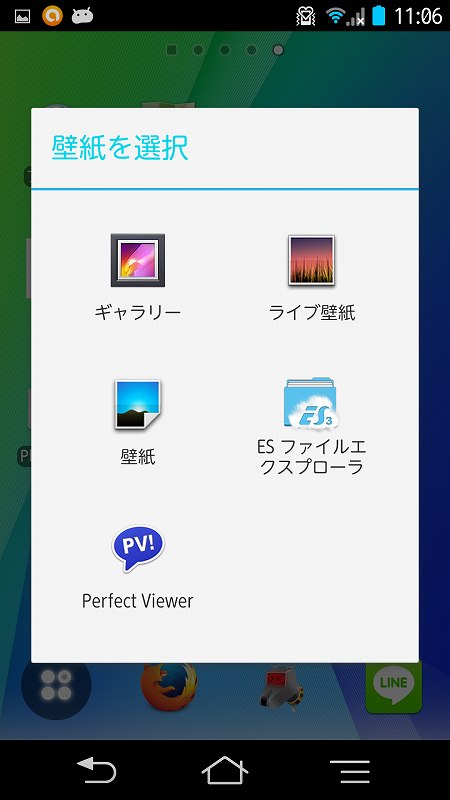 11:06
壁紙を選択
ギャラリー
ライブ壁紙
壁紙
ES
3
ES ファイルエ
クスプローラ
PV!
Perfect Viewer
LINE